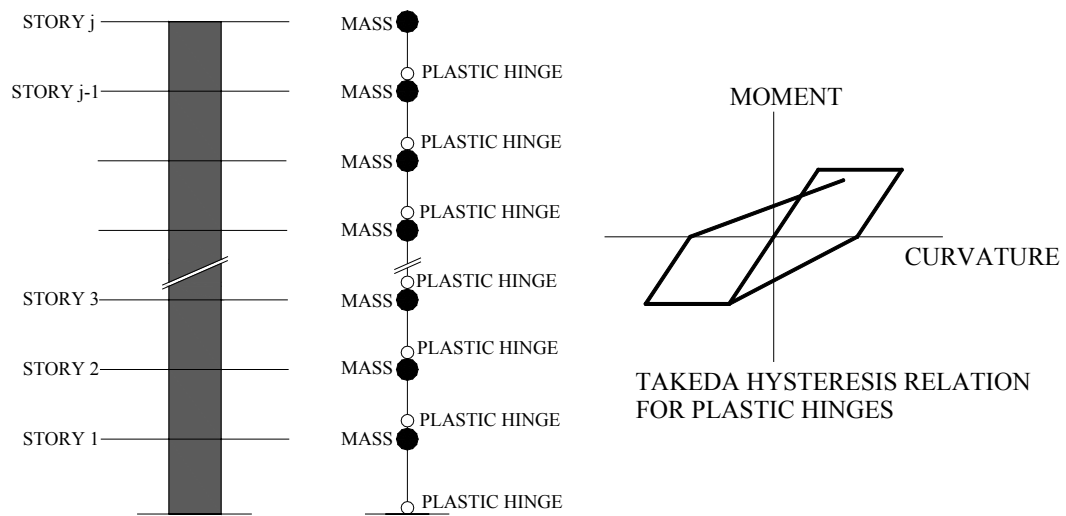 STORY j
STORY j-1
STORY 3
STORY 2
STORY 1
MASS
PLASTIC HINGE
MASS
PLASTIC HINGE
MASS
PLASTIC HINGE
MASS
PLASTIC HINGE
MASS
PLASTIC HINGE
MASS
PLASTIC HINGE
MASS
PLASTIC HINGE
MOMENT
CURVATURE
TAKEDA HYSTERESIS RELATION
FOR PLASTIC HINGES